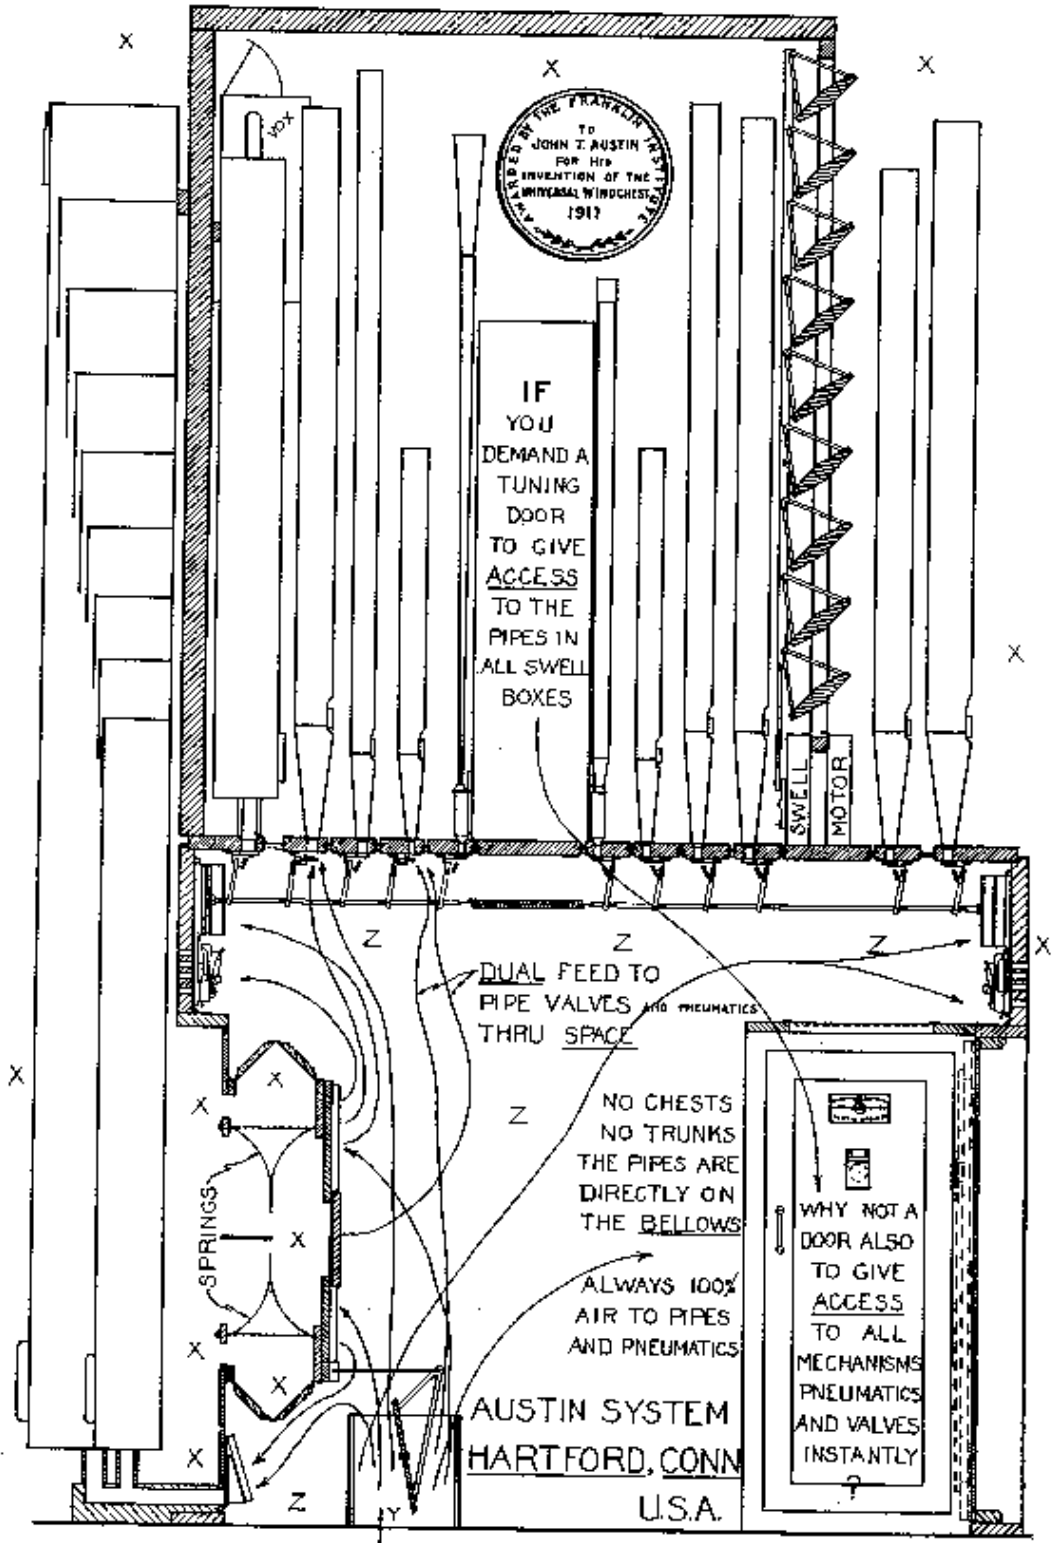 X
X
X
VOX
AWARDED BY THE FRANKLIN INSTITUTE
TO
JOHN T. AUSTIN
FOR HIS
INVENTION OF THE
UNIVERSAL WINDCHEST
1917
IF
YOU
DEMAND A
TUNING
DOOR
TO GIVE
ACCESS
TO THE
PIPES IN
ALL SWELL
BOXES
X
SWELL
MOTOR
Z
Z
Z
X
DUAL FEED TO
PIPE VALVES AND PNEUMATICS
THRU SPACE
X
X
X
Z
NO CHESTS
NO TRUNKS
THE PIPES ARE
DIRECTLY ON
THE BELLOWS
SPRINGS
X
ALWAYS 100%
AIR TO PIPES
AND PNEUMATICS
X
X
WHY NOT A
DOOR ALSO
TO GIVE
ACCESS
TO ALL
MECHANISMS
PNEUMATICS
AND VALVES
INSTANTLY
?
AUSTIN SYSTEM
HARTFORD, CONN
U.S.A.
X
Z
Y